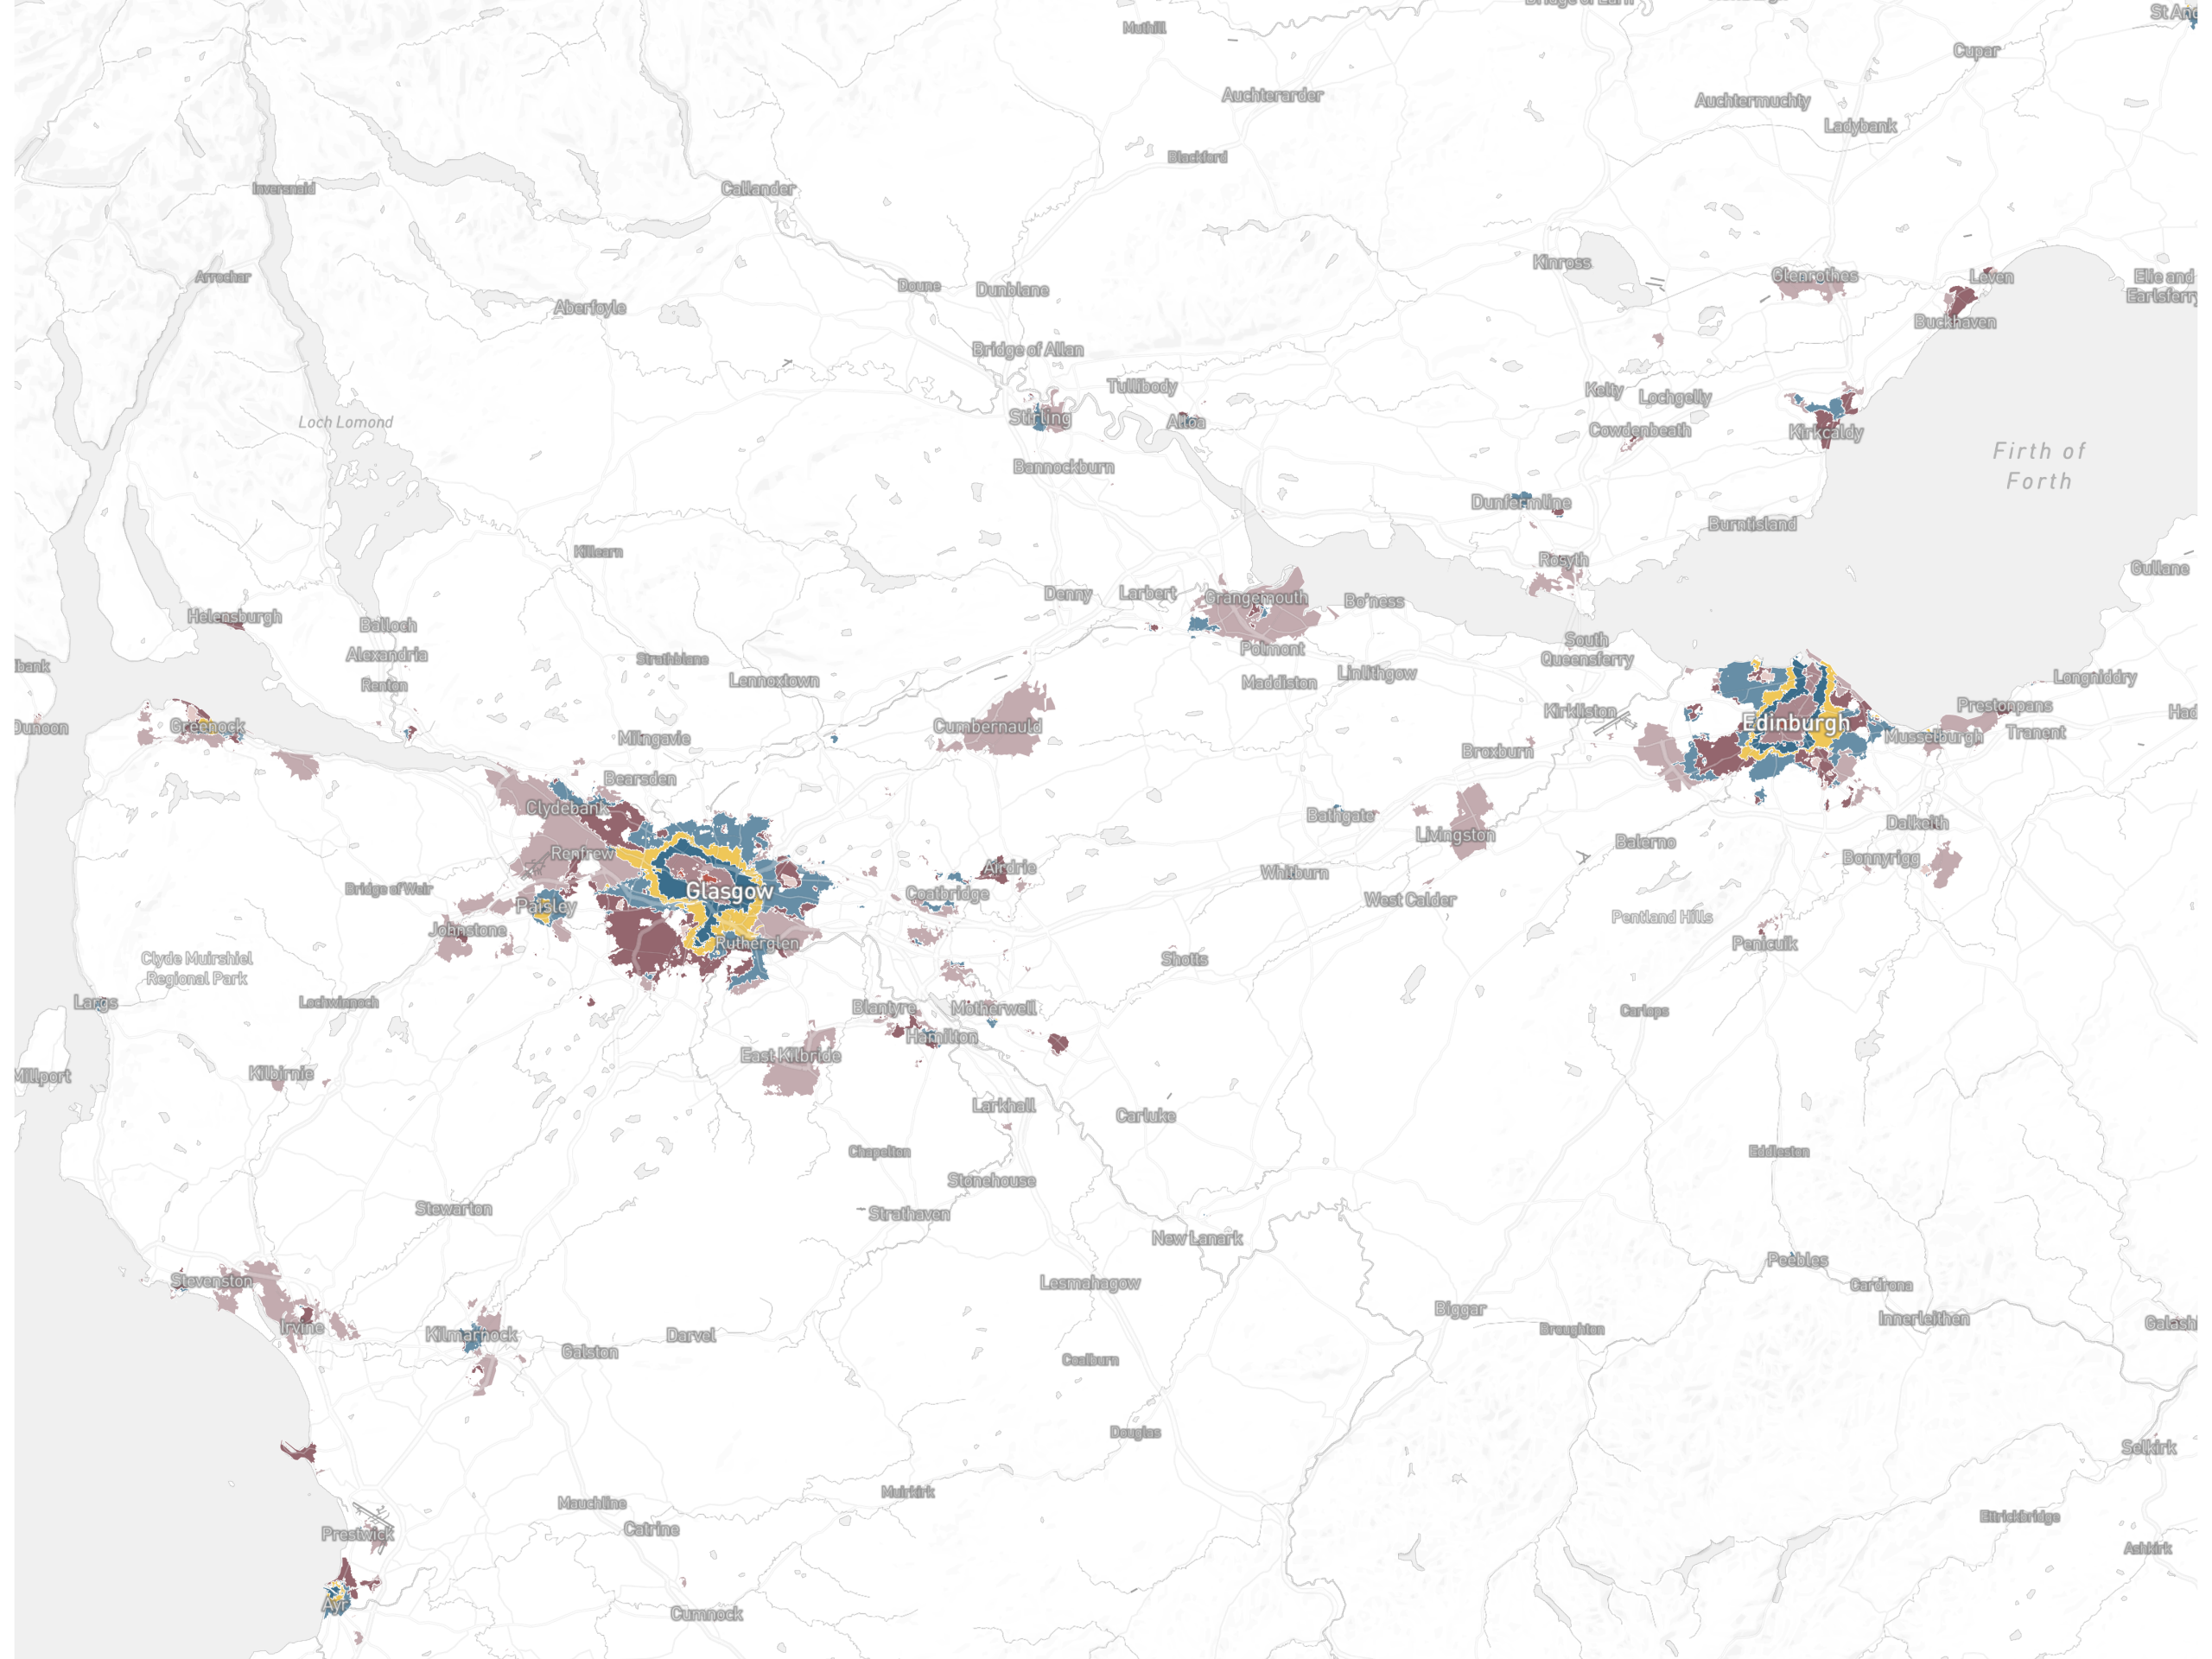 Muthill
Cupar
Auchterarder
Auchtermuchty
Ladybank
Blackford
Inversnaid
Callander
Kinross
Arrochar
Doune
Dunblane
Glenrothes
Leven
Elie and
Earlsferry
Aberfoyle
Buckhaven
Bridge of Allan
Tullibody
Kelty
Lochgelly
Loch Lomond
Stirling
Alloa
Cowdenbeath
Kirkcaldy
Firth of
Forth
Bannockburn
Dunfermline
Burntisland
Killearn
Rosyth
Gullane
Denny
Larbert
Grangemouth
Bo'ness
Helensburgh
Balloch
South
Queensferry
Alexandria
Strathblane
Polmont
lbank
Renton
Lennoxtown
Maddiston
Linlithgow
Longniddry
Dunoon
Greenock
Cumbernauld
Kirkliston
Edinburgh
Prestonpans
Had
Milngavie
Broxburn
Musselburgh
Tranent
Bearsden
Clydebank
Bathgate
Livingston
Dalkeith
Renfrew
Balerno
Bonnyrigg
Bridge of Weir
Glasgow
Airdrie
Coatbridge
Whitburn
West Calder
Paisley
Pentland Hills
Johnstone
Rutherglen
Penicuik
Clyde Muirshiel
Regional Park
Shotts
Largs
Lochwinnoch
Blantyre
Motherwell
Carlops
Hamilton
East Kilbride
Millport
Kilbirnie
Larkhall
Carluke
Chapelton
Eddleston
Stonehouse
Stewarton
Strathaven
New Lanark
Peebles
Stevenston
Lesmahagow
Cardrona
Biggar
Innerleithen
Irvine
Kilmarnock
Darvel
Broughton
Galash
Galston
Coalburn
Douglas
Selkirk
Muirkirk
Mauchline
Prestwick
Catrine
Ettrickbridge
Ashkirk
Ayr
Cumnock